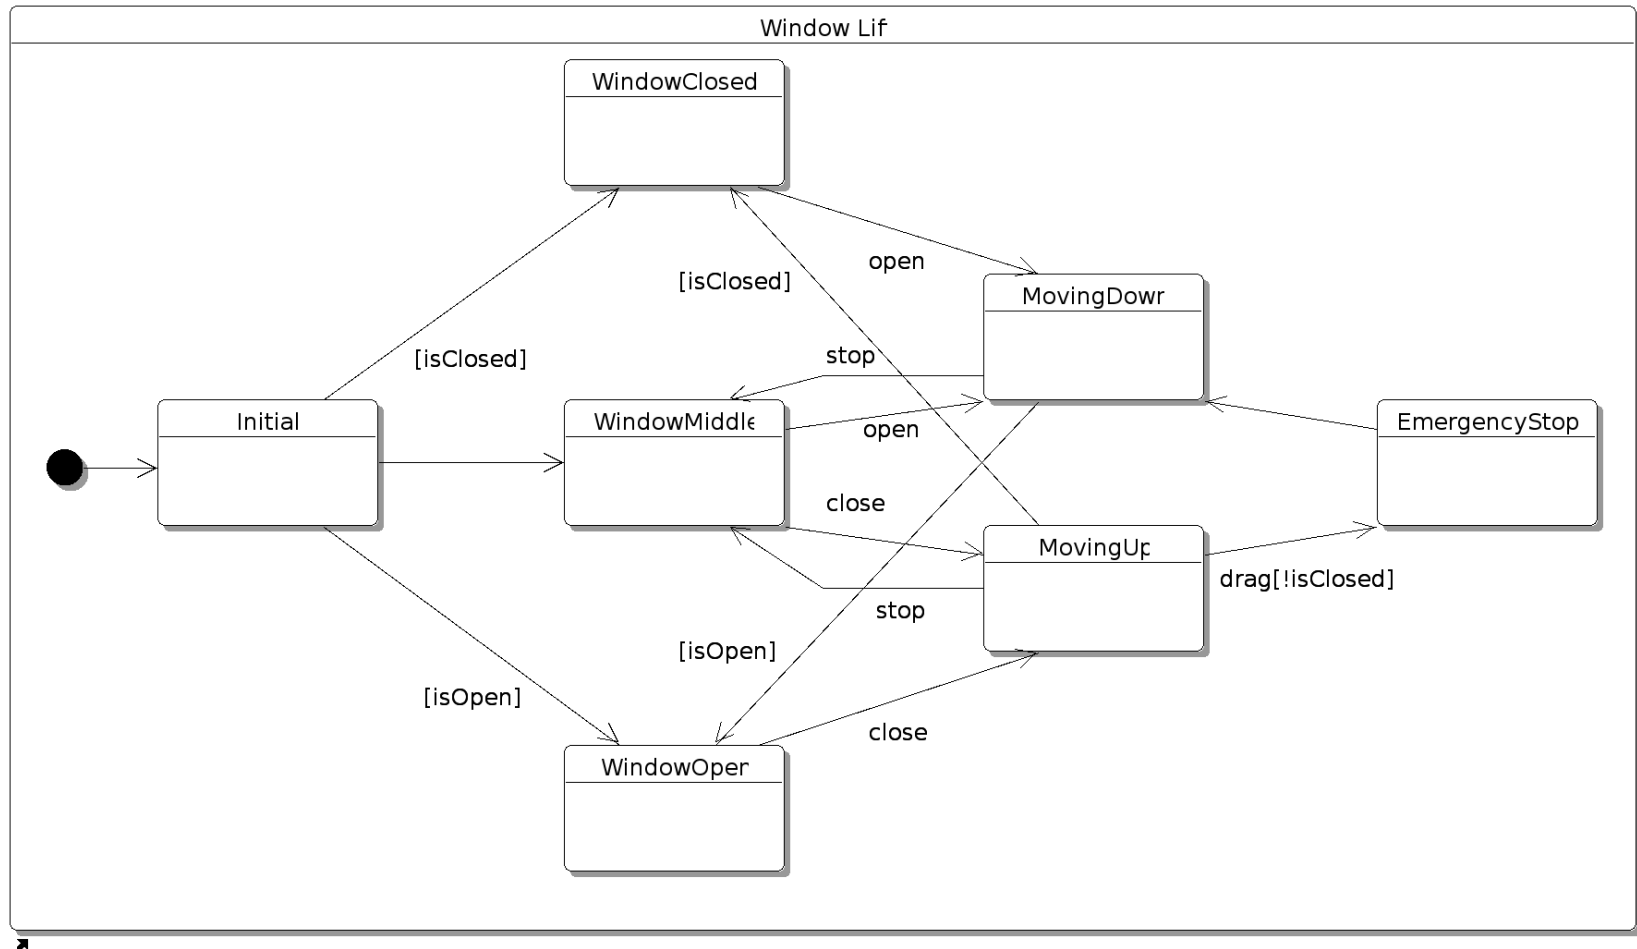 Window Lif
WindowClosed
open
[isClosed]
MovingDowr
stop
[isClosed]
Initial
WindowMiddle
open
EmergencyStop
close
MovingUp
drag[!isClosed]
stop
[isOpen]
[isOpen]
close
WindowOper